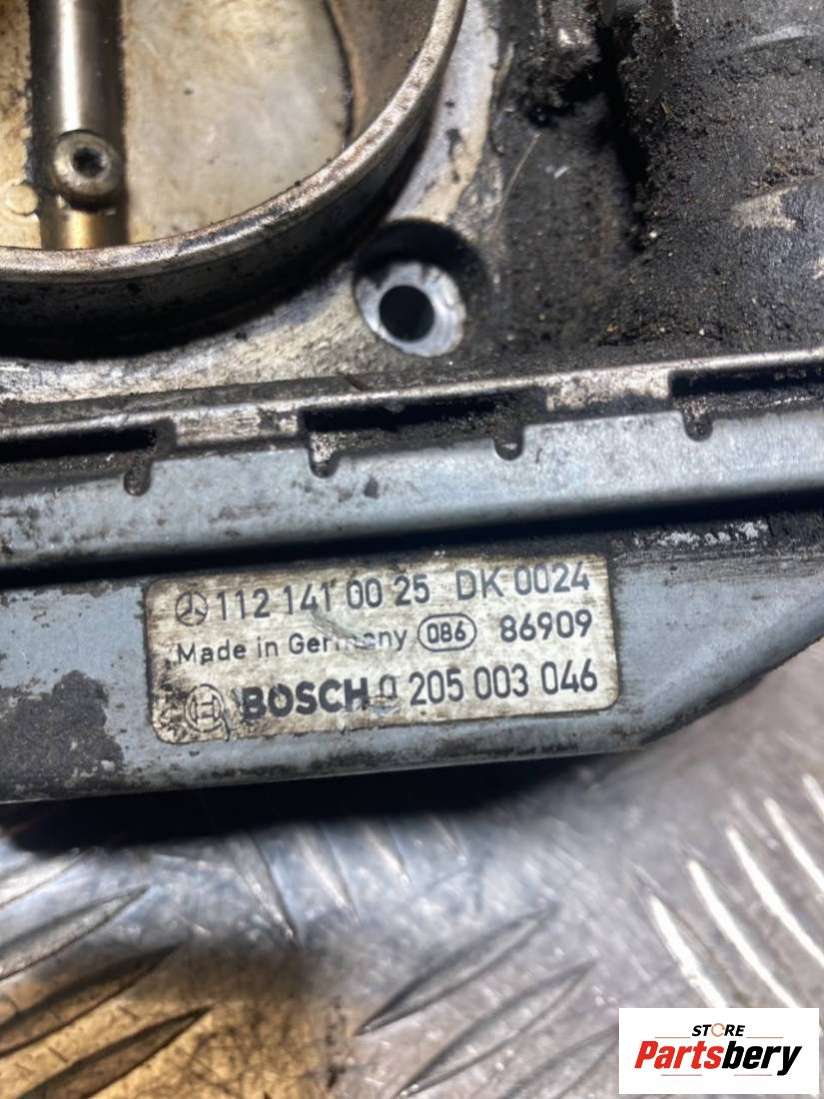 112 141 00 25 DK 0024
Made in Germany 086 86909
BOSCH 0 205 003 046
STORE
Partsbery